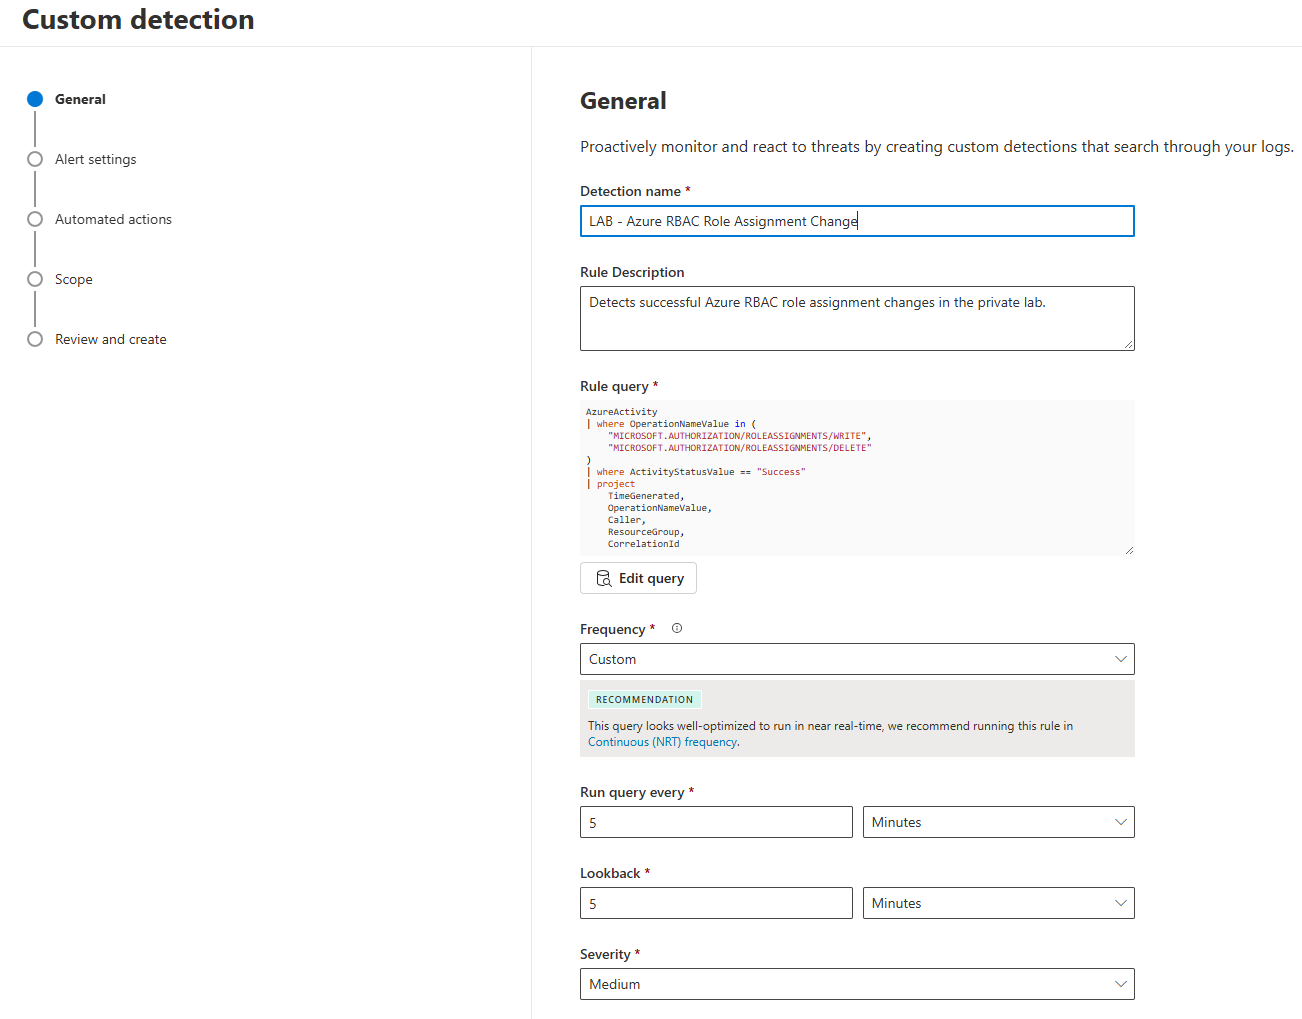 Custom detection
General
Alert settings
Automated actions
Scope
Review and create
General
Proactively monitor and react to threats by creating custom detections that search through your logs.
Detection name *
LAB - Azure RBAC Role Assignment Change
Rule Description
Detects successful Azure RBAC role assignment changes in the private lab.
Rule query *
AzureActivity
| where OperationNameValue in (
    "MICROSOFT.AUTHORIZATION/ROLEASSIGNMENTS/WRITE",
    "MICROSOFT.AUTHORIZATION/ROLEASSIGNMENTS/DELETE"
)
| where ActivityStatusValue == "Success"
| project
    TimeGenerated,
    OperationNameValue,
    Caller,
    ResourceGroup,
    CorrelationId
Edit query
Frequency *
Custom
RECOMMENDATION
This query looks well-optimized to run in near real-time, we recommend running this rule in
Continuous (NRT) frequency.
Run query every *
5 Minutes
Lookback *
5 Minutes
Severity *
Medium